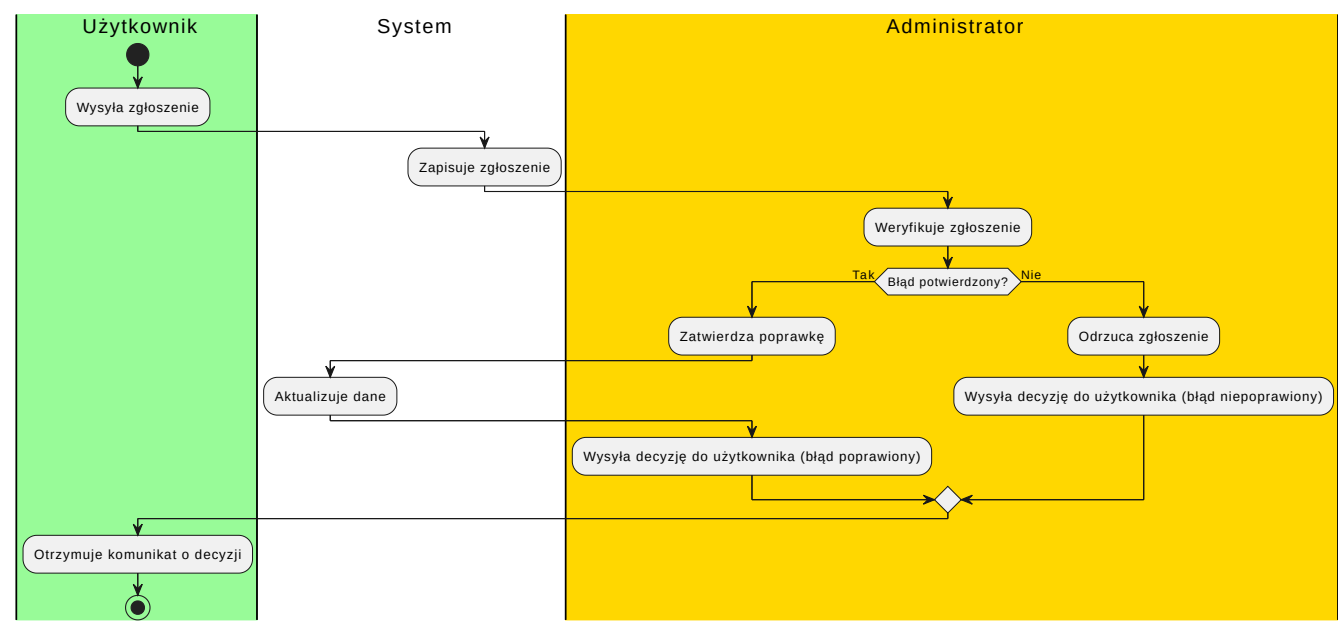 Użytkownik
System
Administrator
Wysyła zgłoszenie
Zapisuje zgłoszenie
Weryfikuje zgłoszenie
Tak
Błąd potwierdzony?
Nie
Zatwierdza poprawkę
Odrzuca zgłoszenie
Aktualizuje dane
Wysyła decyzję do użytkownika (błąd niepoprawiony)
Wysyła decyzję do użytkownika (błąd poprawiony)
Otrzymuje komunikat o decyzji